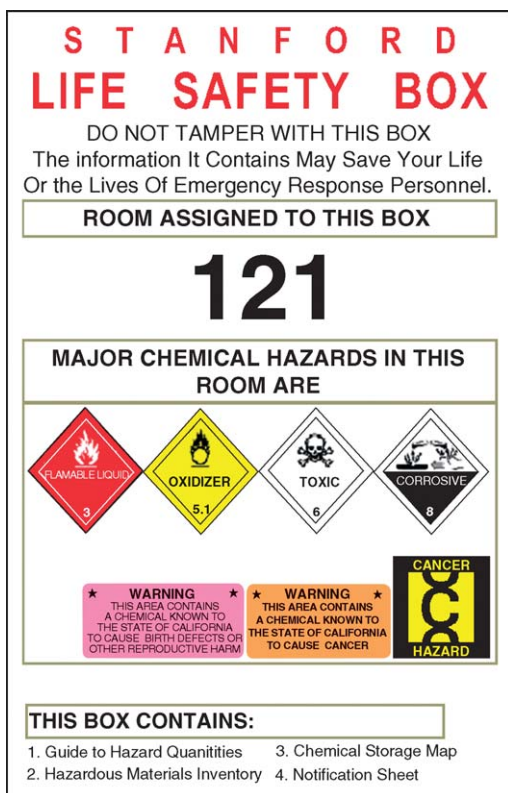 STANFORD
LIFE SAFETY BOX
DO NOT TAMPER WITH THIS BOX
The information It Contains May Save Your Life
Or the Lives Of Emergency Response Personnel.
ROOM ASSIGNED TO THIS BOX
121
MAJOR CHEMICAL HAZARDS IN THIS
ROOM ARE
FLAMABLE LIQUID
3
OXIDIZER
5.1
TOXIC
6
CORROSIVE
8
★ WARNING ★
THIS AREA CONTAINS
A CHEMICAL KNOWN TO
THE STATE OF CALIFORNIA
TO CAUSE BIRTH DEFECTS OR
OTHER REPRODUCTIVE HARM
★ WARNING ★
THIS AREA CONTAINS
A CHEMICAL KNOWN TO
THE STATE OF CALIFORNIA
TO CAUSE CANCER
CANCER
C
HAZARD
THIS BOX CONTAINS:
1. Guide to Hazard Quanitities
2. Hazardous Materials Inventory
3. Chemical Storage Map
4. Notification Sheet